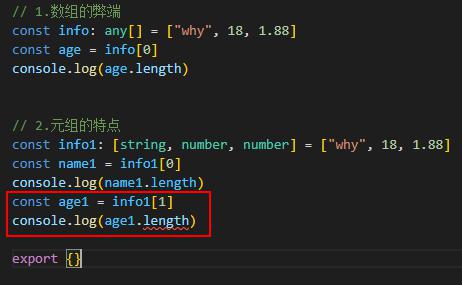 // 1.数组的弊端
const info: any[] = ["why", 18, 1.88]
const age = info[0]
console.log(age.length)
// 2.元组的特点
const info1: [string, number, number] = ["why", 18, 1.88]
const name1 = info1[0]
console.log(name1.length)
const age1 = info1[1]
console.log(age1.length)
export {}